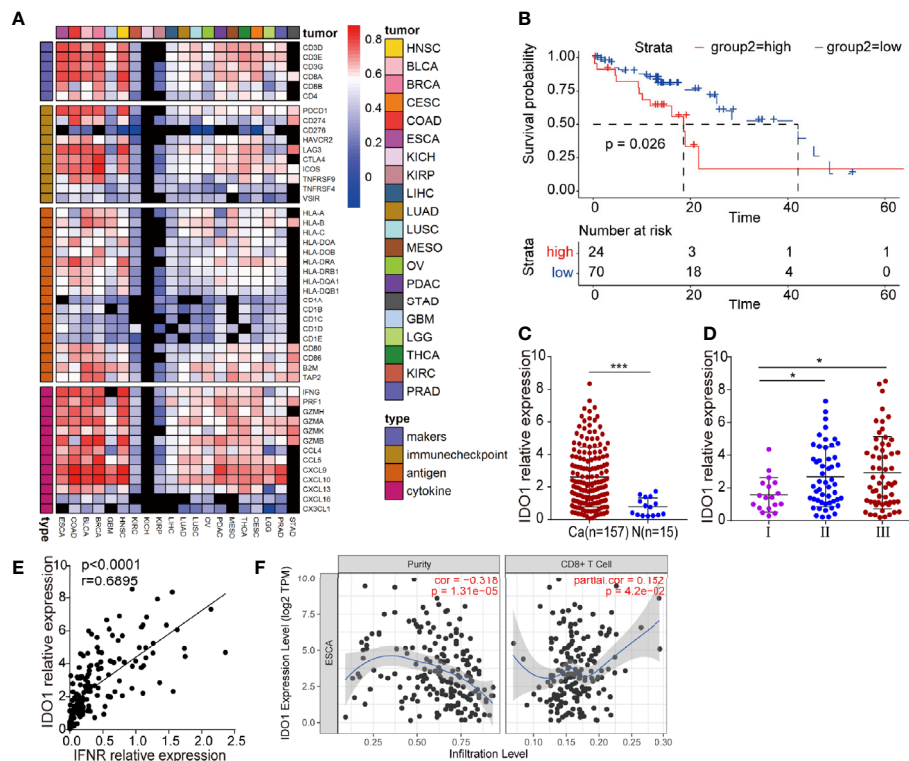 A
tumor
CD3D
CD3E
CD3G
CD8A
CD8B
CD4
PDCD1
CD274
CD276
HAVCR2
LAG3
CTLA4
ICOS
TNFRSF9
TNFRSF4
VSIR
HLA-A
HLA-B
HLA-C
HLA-DOA
HLA-DOB
HLA-DRA
HLA-DRB1
HLA-DQA1
HLA-DQB1
CD1A
CD1B
CD1C
CD1D
CD1E
CD80
CD86
B2M
TAP2
IFNG
PRF1
GZMH
GZMA
GZMK
GZMB
CCL4
CCL5
CXCL9
CXCL10
CXCL13
CXCL16
CX3CL1
type
ESCA
COAD
BLCA
BRCA
GBM
HNSC
KIRC
KICH
KIRP
LIHC
LUAD
LUSC
OV
PDAC
MESO
THCA
CESC
LGG
PRAD
STAD
0.8
0.6
0.4
0.2
0
tumor
HNSC
BLCA
BRCA
CESC
COAD
ESCA
KICH
KIRP
LIHC
LUAD
LUSC
MESO
OV
PDAC
STAD
GBM
LGG
THCA
KIRC
PRAD
type
makers
immunecheckpoint
antigen
cytokine
B
Strata group2=high group2=low
Survival probability
1.00
0.75
0.50
0.25
0.00
p = 0.026
0 20 40 60
Time
Number at risk
Strata
high 24 3 1 1
low 70 18 4 0
0 20 40 60
Time
C
IDO1 relative expression
10
8
6
4
2
0
***
Ca(n=157) N(n=15)
D
IDO1 relative expression
10
8
6
4
2
0
*
*
I II III
E
p<0.0001
r=0.6895
IDO1 relative expression
10
8
6
4
2
0
0.0 0.5 1.0 1.5 2.0 2.5
IFNR relative expression
F
Purity CD8+ T Cell
cor = -0.318
p = 1.31e-05
partial.cor = 0.152
p = 4.2e-02
IDO1 Expression Level (log2 TPM)
ESCA
10.0
7.5
5.0
2.5
0.0
0.25 0.50 0.75 0.10 0.15 0.20 0.25 0.30
Infiltration Level